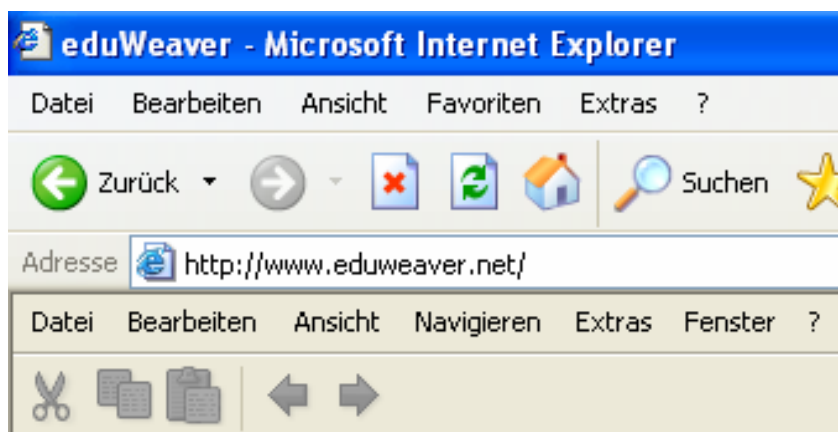 eduWeaver - Microsoft Internet Explorer
Datei Bearbeiten Ansicht Favoriten Extras ?
Zurück Suchen
Adresse http://www.eduweaver.net/
Datei Bearbeiten Ansicht Navigieren Extras Fenster ?